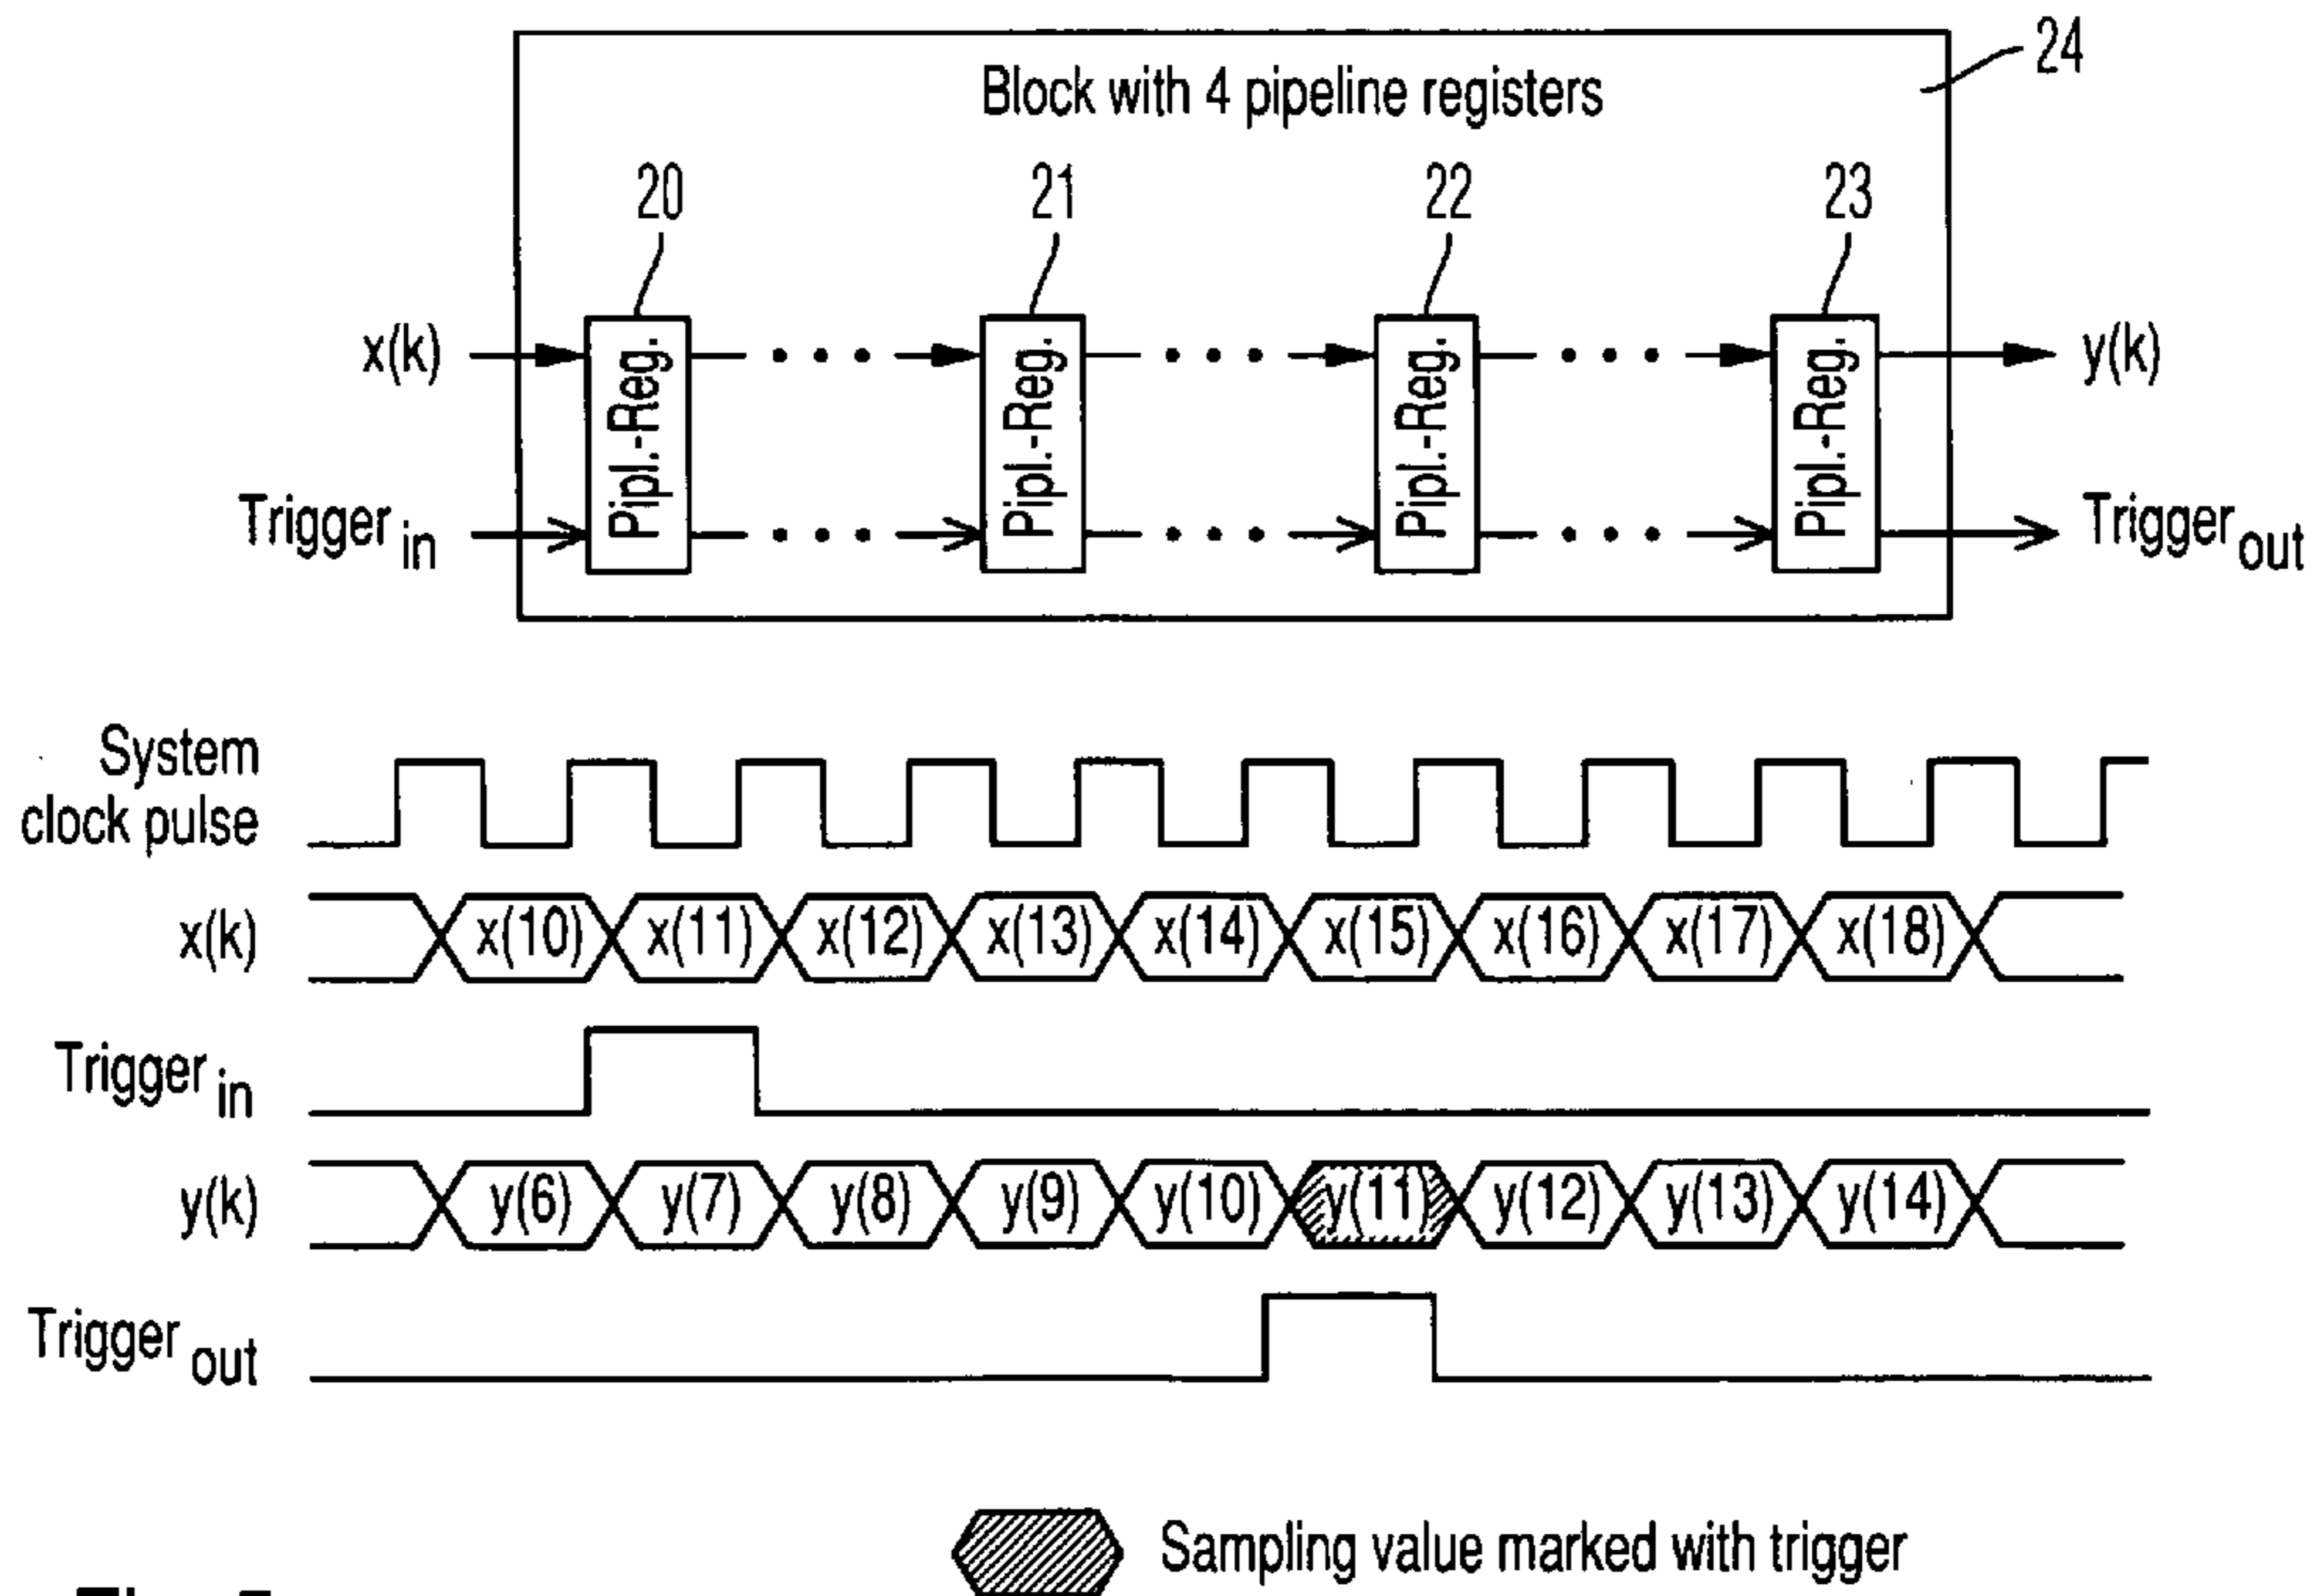 24
Block with 4 pipeline registers
20 21 22 23
x(k) Pipl.-Reg. Pipl.-Reg. Pipl.-Reg. Pipl.-Reg. y(k)
Trigger in Trigger out
System
clock pulse
x(k) x(10) x(11) x(12) x(13) x(14) x(15) x(16) x(17) x(18)
Trigger in
y(k) y(6) y(7) y(8) y(9) y(10) y(11) y(12) y(13) y(14)
Trigger out
Sampling value marked with trigger